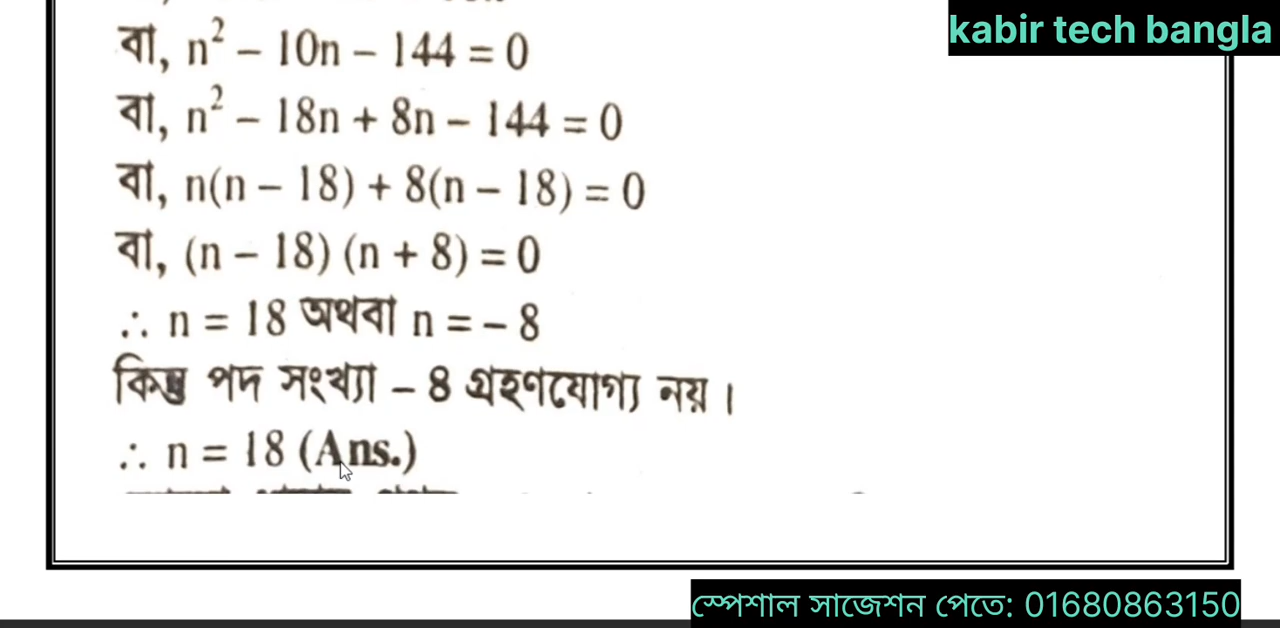 kabir tech bangla
বা, n² – 10n – 144 = 0
বা, n² – 18n + 8n – 144 = 0
বা, n(n – 18) + 8(n – 18) = 0
বা, (n – 18) (n + 8) = 0
∴ n = 18 অথবা n = – 8
কিন্তু পদ সংখ্যা – 8 গ্রহণযোগ্য নয়।
∴ n = 18 (Ans.)
স্পেশাল সাজেশন পেতে: 01680863150